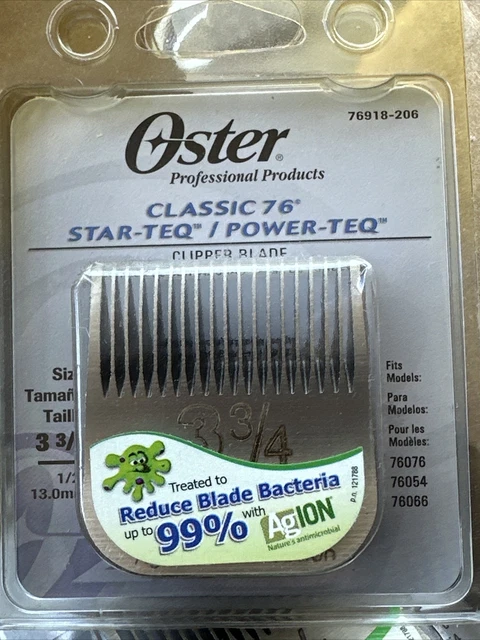 76918-206
Oster®
Professional Products
CLASSIC 76®
STAR-TEQ™ / POWER-TEQ™
CLIPPER BLADE
Fits
Models:
Para
Modelos:
Pour les
Modèles:
76076
76054
76066
3 3/
13.0m
3 3/4
Treated to
Reduce Blade Bacteria
up to 99% with AgION™
Nature's antimicrobial
p.n. 121788